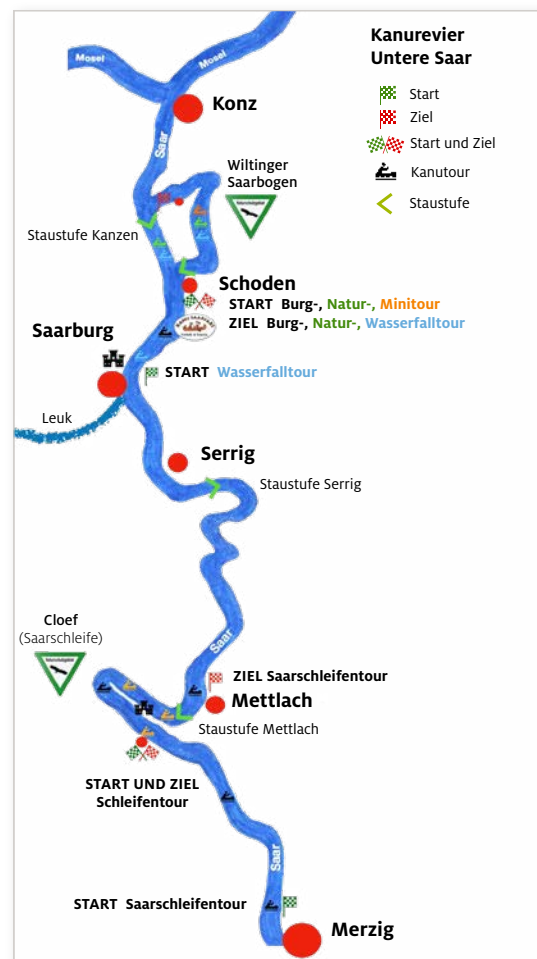 Kanurevier
Untere Saar
Start
Ziel
Start und Ziel
Kanutour
Staustufe
Mosel
Mosel
Konz
Saar
Wiltinger
Saarbogen
Staustufe Kanzen
Schoden
START Burg-, Natur-, Minitour
ZIEL Burg-, Natur-, Wasserfalltour
Saarburg
START Wasserfalltour
Leuk
Serrig
Staustufe Serrig
Saar
Cloef
(Saarschleife)
ZIEL Saarschleifentour
Mettlach
Staustufe Mettlach
START UND ZIEL
Schleifentour
Saar
START Saarschleifentour
Merzig